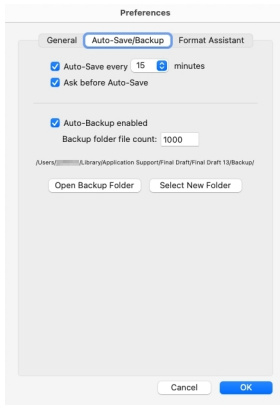 Preferences
General Auto-Save/Backup Format Assistant
Auto-Save every 15 minutes
Ask before Auto-Save
Auto-Backup enabled
Backup folder file count: 1000
/Users/ /Library/Application Support/Final Draft/Final Draft 13/Backup/
Open Backup Folder Select New Folder
Cancel OK